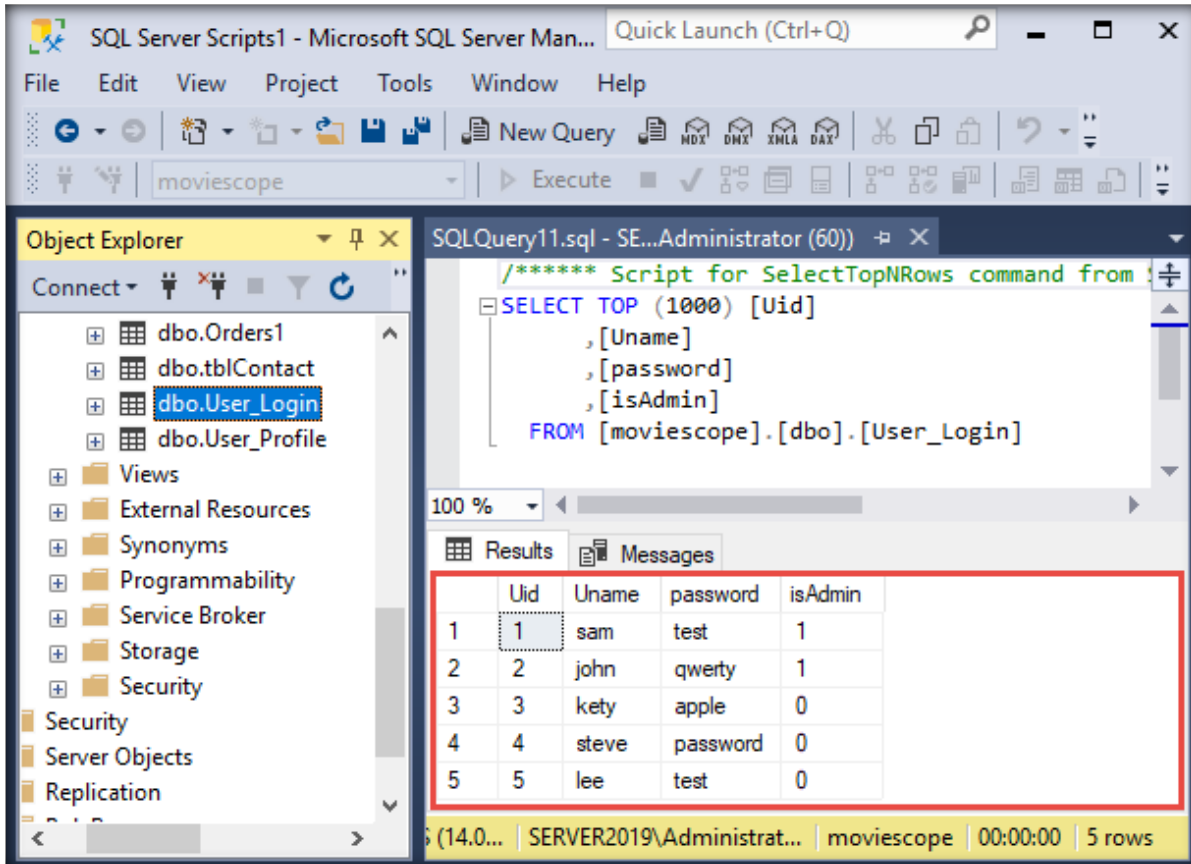 SQL Server Scripts1 - Microsoft SQL Server Man...
Quick Launch (Ctrl+Q)
File Edit View Project Tools Window Help
New Query MDX DMX XMLA DAX
moviescope Execute
Object Explorer
Connect
dbo.Orders1
dbo.tblContact
dbo.User_Login
dbo.User_Profile
Views
External Resources
Synonyms
Programmability
Service Broker
Storage
Security
Security
Server Objects
Replication
SQLQuery11.sql - SE...Administrator (60))
/****** Script for SelectTopNRows command from
SELECT TOP (1000) [Uid]
,[Uname]
,[password]
,[isAdmin]
FROM [moviescope].[dbo].[User_Login]
100 %
Results Messages
Uid Uname password isAdmin
1 1 sam test 1
2 2 john qwerty 1
3 3 kety apple 0
4 4 steve password 0
5 5 lee test 0
(14.0... SERVER2019\Administrat... moviescope 00:00:00 5 rows